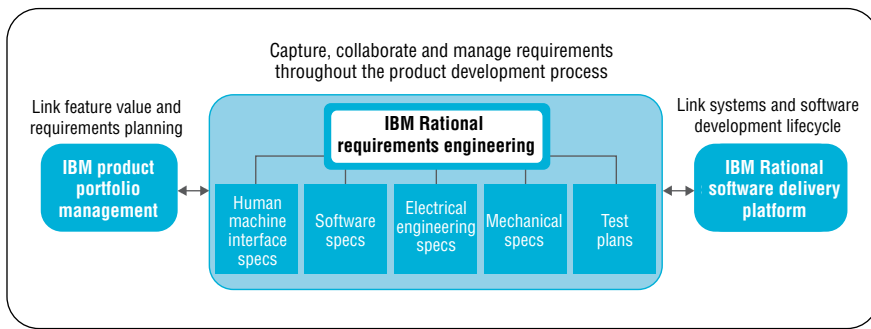 Capture, collaborate and manage requirements
throughout the product development process
Link feature value and
requirements planning
IBM product
portfolio
management
IBM Rational
requirements engineering
Human
machine
interface
specs
Software
specs
Electrical
engineering
specs
Mechanical
specs
Test
plans
Link systems and software
development lifecycle
IBM Rational
software delivery
platform